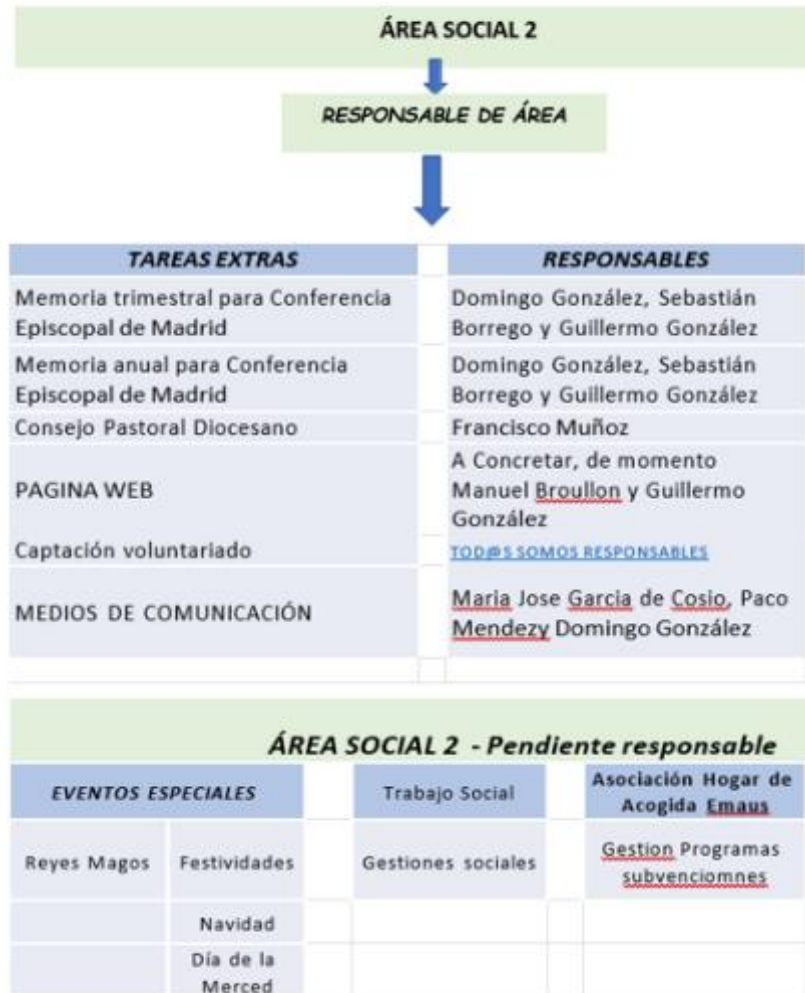 ÁREA SOCIAL 2
RESPONSABLE DE ÁREA
TAREAS EXTRAS
RESPONSABLES
Memoria trimestral para Conferencia
Episcopal de Madrid
Domingo González, Sebastián
Borrego y Guillermo González
Memoria anual para Conferencia
Episcopal de Madrid
Domingo González, Sebastián
Borrego y Guillermo González
Consejo Pastoral Diocesano
Francisco Muñoz
PAGINA WEB
A Concretar, de momento
Manuel Broullon y Guillermo
González
Captación voluntariado
TOD@S SOMOS RESPONSABLES
MEDIOS DE COMUNICACIÓN
Maria Jose Garcia de Cosio, Paco
Mendezy Domingo González
ÁREA SOCIAL 2 - Pendiente responsable
EVENTOS ESPECIALES
Trabajo Social
Asociación Hogar de
Acogida Emaus
Reyes Magos
Festividades
Gestiones sociales
Gestion Programas
subvenciomnes
Navidad
Día de la
Merced